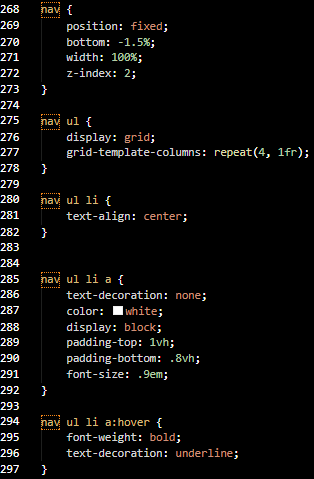 268 nav {
269     position: fixed;
270     bottom: -1.5%;
271     width: 100%;
272     z-index: 2;
273 }
274
275 nav ul {
276     display: grid;
277     grid-template-columns: repeat(4, 1fr);
278 }
279
280 nav ul li {
281     text-align: center;
282 }
283
284
285 nav ul li a {
286     text-decoration: none;
287     color: white;
288     display: block;
289     padding-top: 1vh;
290     padding-bottom: .8vh;
291     font-size: .9em;
292 }
293
294 nav ul li a:hover {
295     font-weight: bold;
296     text-decoration: underline;
297 }